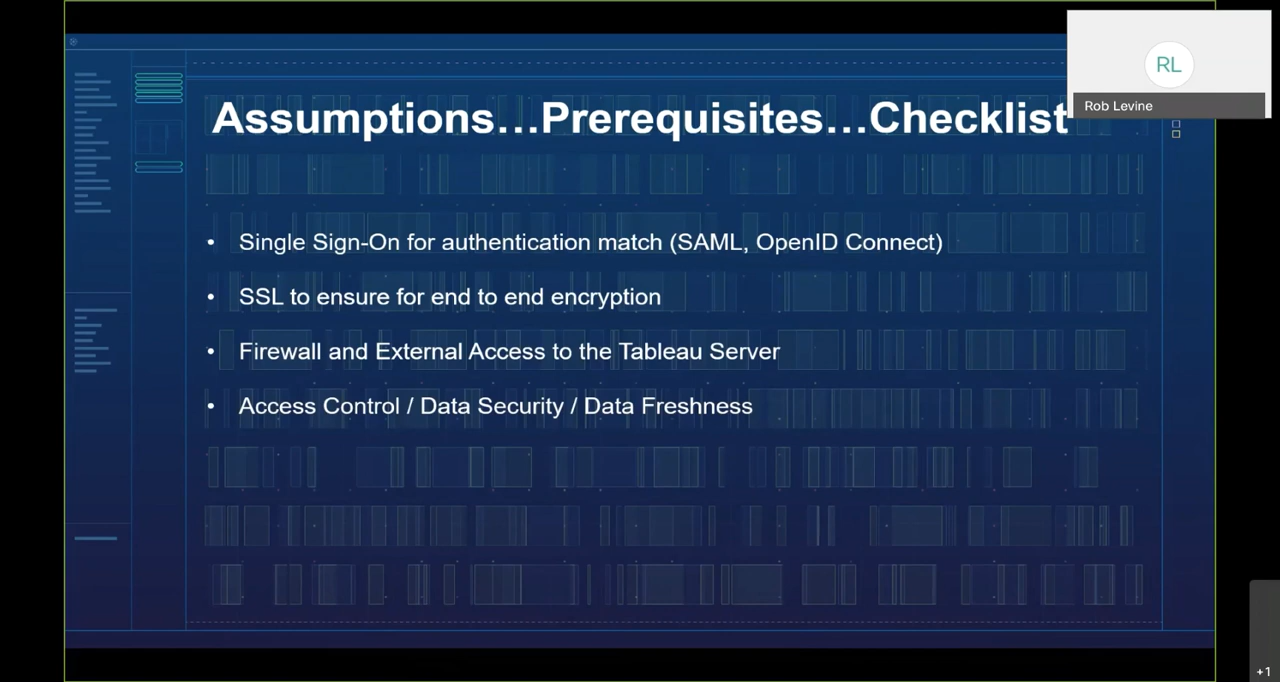 Assumptions…Prerequisites…Checklist
RL
Rob Levine
• Single Sign-On for authentication match (SAML, OpenID Connect)
• SSL to ensure for end to end encryption
• Firewall and External Access to the Tableau Server
• Access Control / Data Security / Data Freshness
+1